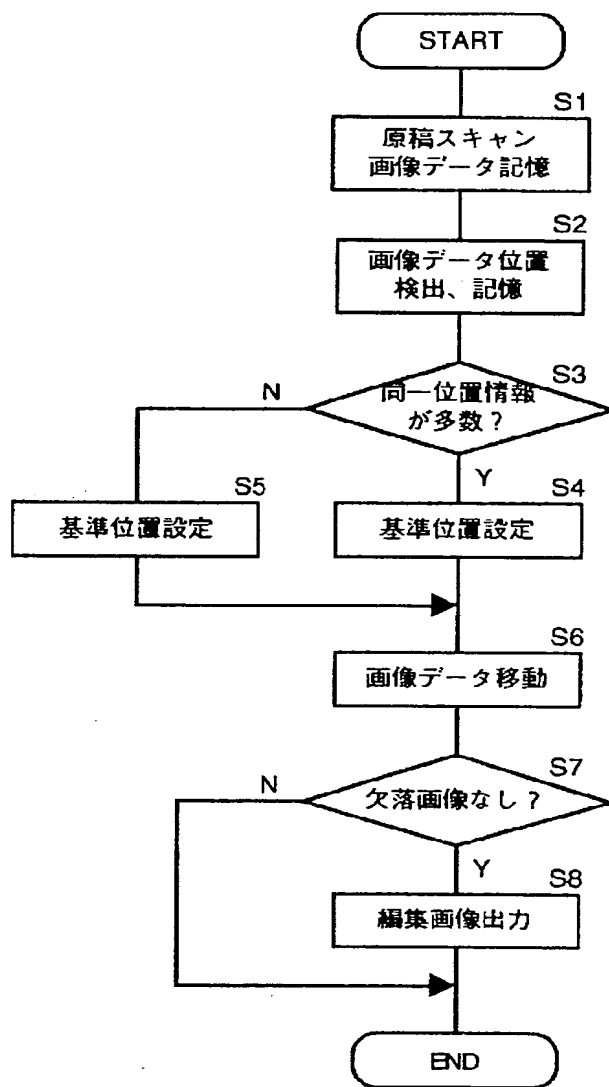 START
S1
原稿スキャン
画像データ記憶
S2
画像データ位置
検出、記憶
S3
同一位置情報
が多数？
N
Y
S5
基準位置設定
S4
基準位置設定
S6
画像データ移動
S7
欠落画像なし？
N
Y
S8
編集画像出力
END